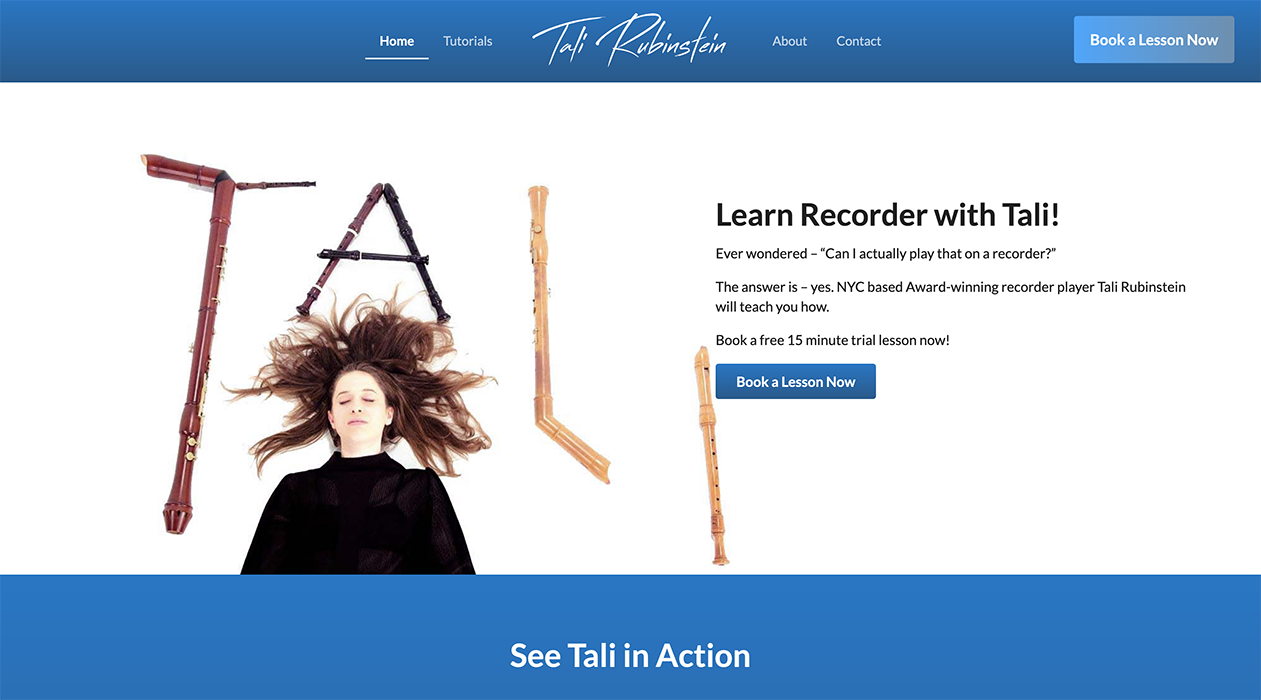 Home
Tutorials
Tali Rubinstein
About
Contact
Book a Lesson Now
TALI
Learn Recorder with Tali!
Ever wondered – “Can I actually play that on a recorder?”
The answer is – yes. NYC based Award-winning recorder player Tali Rubinstein
will teach you how.
Book a free 15 minute trial lesson now!
Book a Lesson Now
See Tali in Action